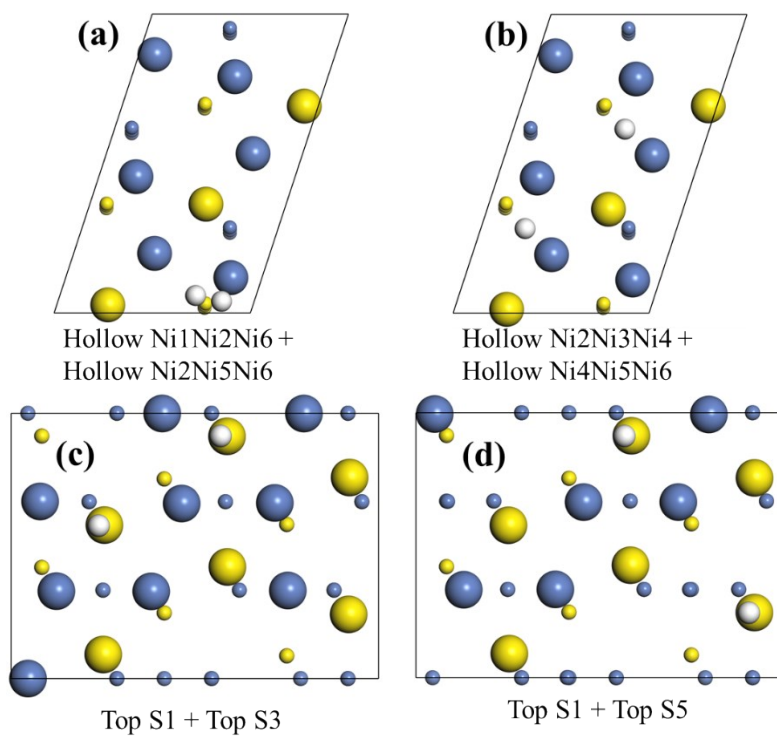 (a)
(b)
Hollow Ni1Ni2Ni6 +
Hollow Ni2Ni5Ni6
Hollow Ni2Ni3Ni4 +
Hollow Ni4Ni5Ni6
(c)
(d)
Top S1 + Top S3
Top S1 + Top S5